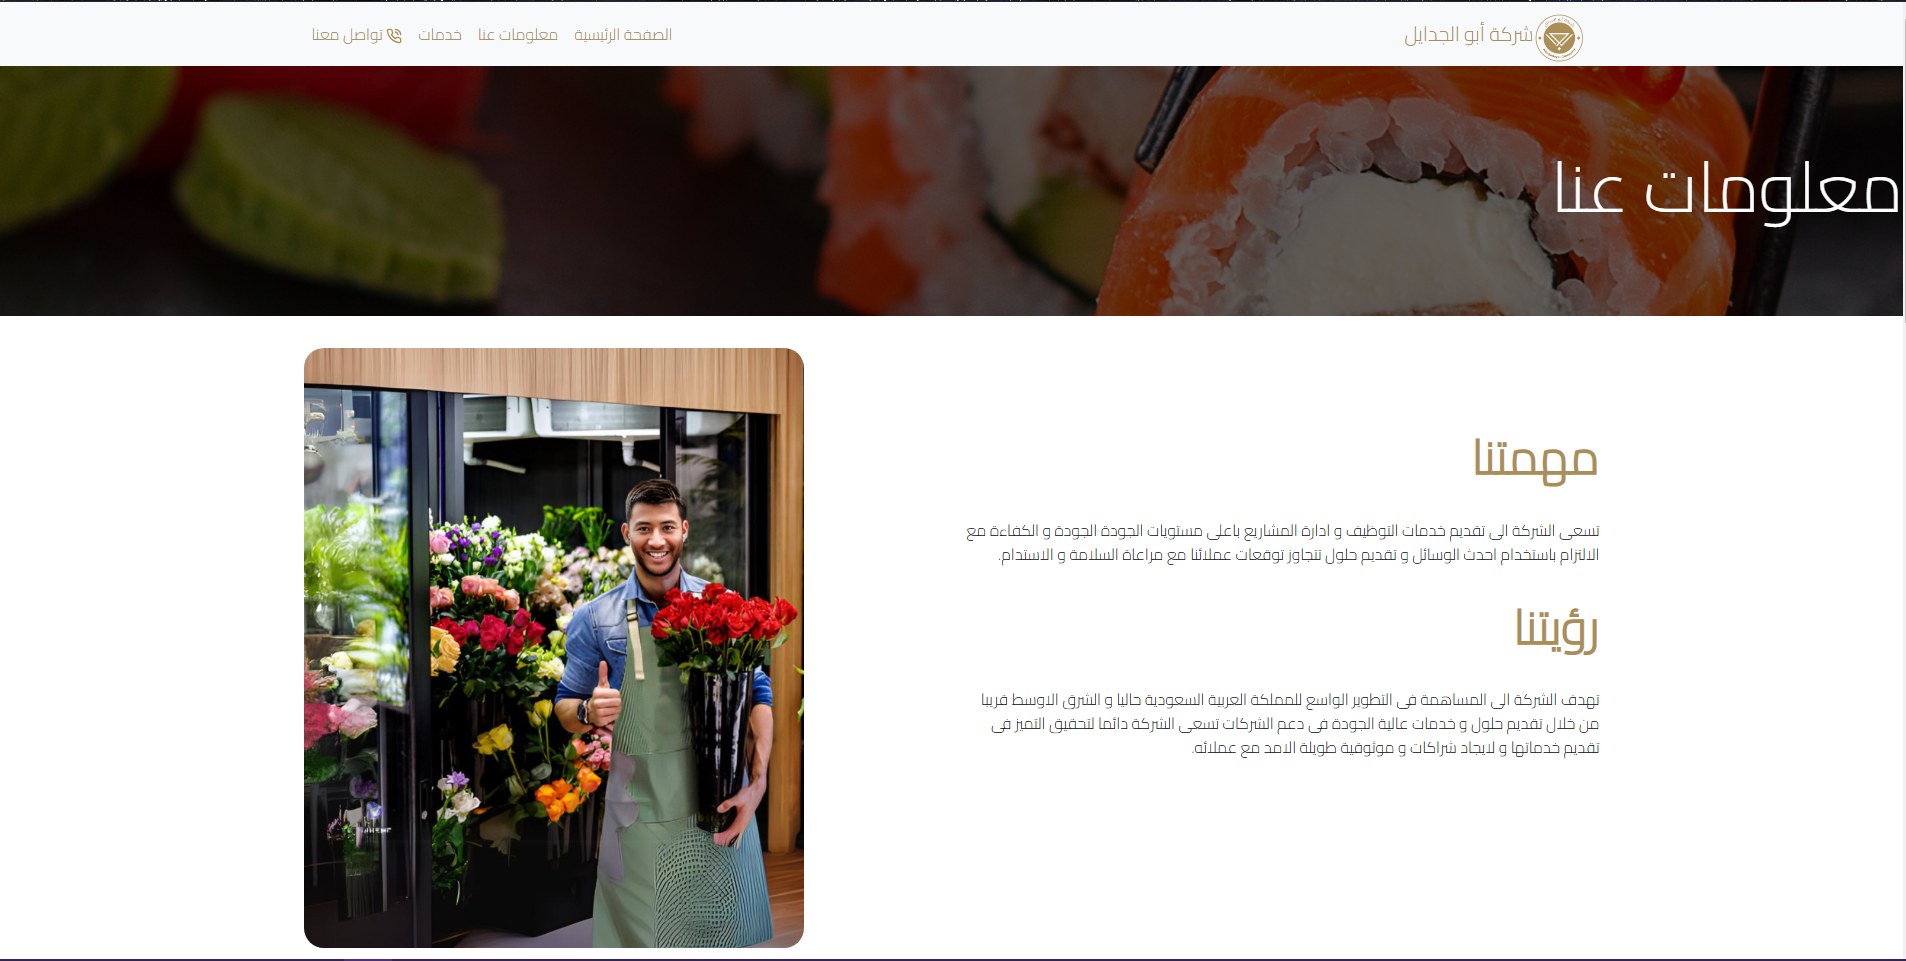 شركة أبو الجدايل
الصفحة الرئيسية
معلومات عنا
خدمات
تواصل معنا
معلومات عنا
مهمتنا
تسعى الشركة الى تقديم خدمات التوظيف و ادارة المشاريع باعلى مستويات الجودة الجودة و الكفاءة مع
الالتزام باستخدام احدث الوسائل و تقديم حلول تتجاوز توقعات عملائنا مع مراعاة السلامة و الاستدام.
رؤيتنا
تهدف الشركة الى المساهمة فى التطوير الواسع للمملكة العربية السعودية حاليا و الشرق الاوسط قريبا
من خلال تقديم حلول و خدمات عالية الجودة فى دعم الشركات تسعى الشركة دائما لتحقيق التميز فى
تقديم خدماتها و لايجاد شراكات و موثوقية طويلة الامد مع عملائه.